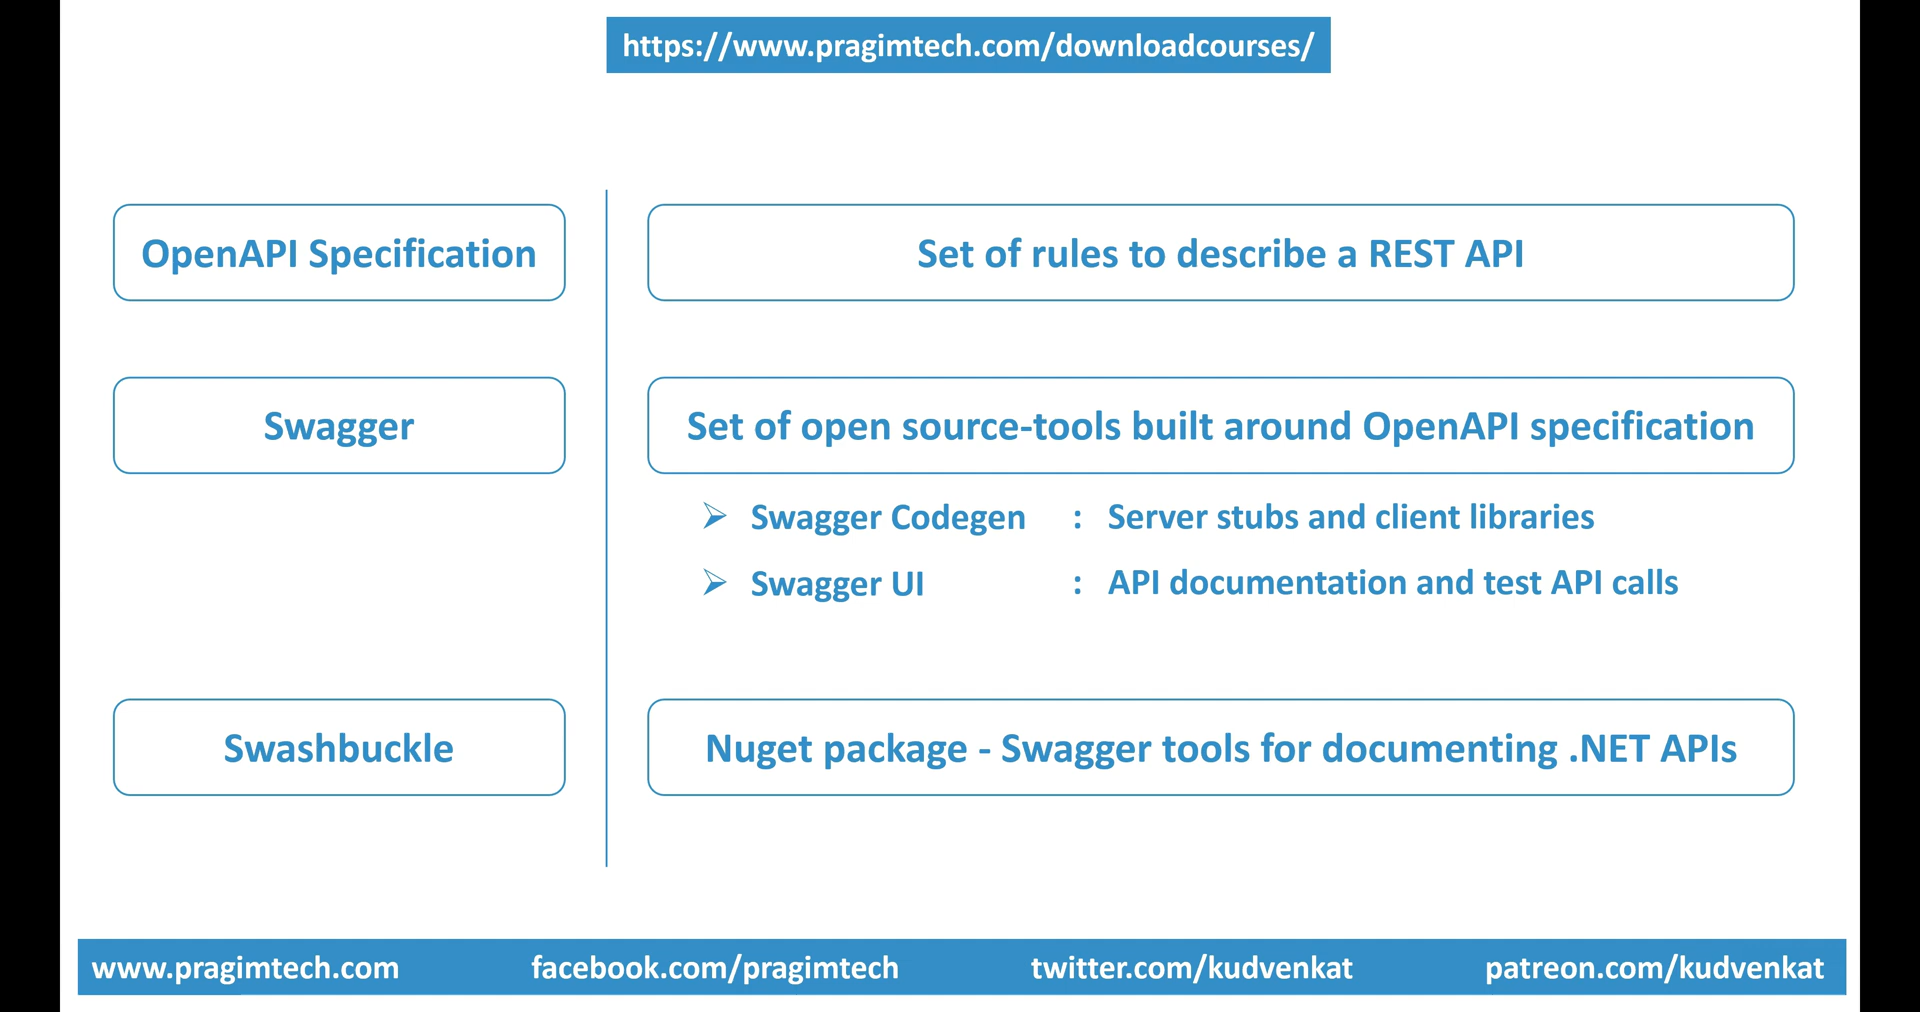 https://www.pragimtech.com/downloadcourses/
OpenAPI Specification
Set of rules to describe a REST API
Swagger
Set of open source-tools built around OpenAPI specification
Swagger Codegen : Server stubs and client libraries
Swagger UI : API documentation and test API calls
Swashbuckle
Nuget package - Swagger tools for documenting .NET APIs
www.pragimtech.com facebook.com/pragimtech twitter.com/kudvenkat patreon.com/kudvenkat